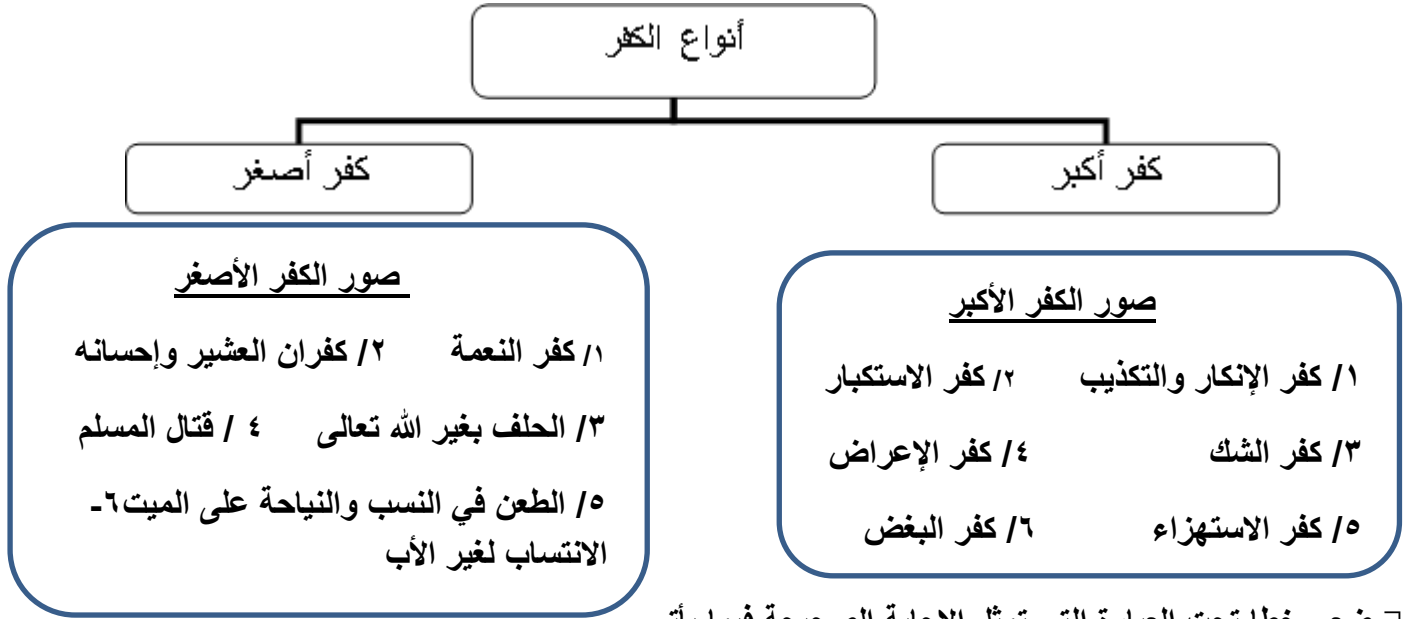 أنواع الكفر
كفر أكبر
كفر أصغر
صور الكفر الأكبر
١/ كفر الإنكار والتكذيب ٢/ كفر الاستكبار
٣/ كفر الشك ٤/ كفر الإعراض
٥/ كفر الاستهزاء ٦/ كفر البغض
صور الكفر الأصغر
١/ كفر النعمة ٢/ كفران العشير وإحسانه
٣/ الحلف بغير الله تعالى ٤ / قتال المسلم
٥/ الطعن في النسب والنياحة على الميت٦-
الانتساب لغير الأب